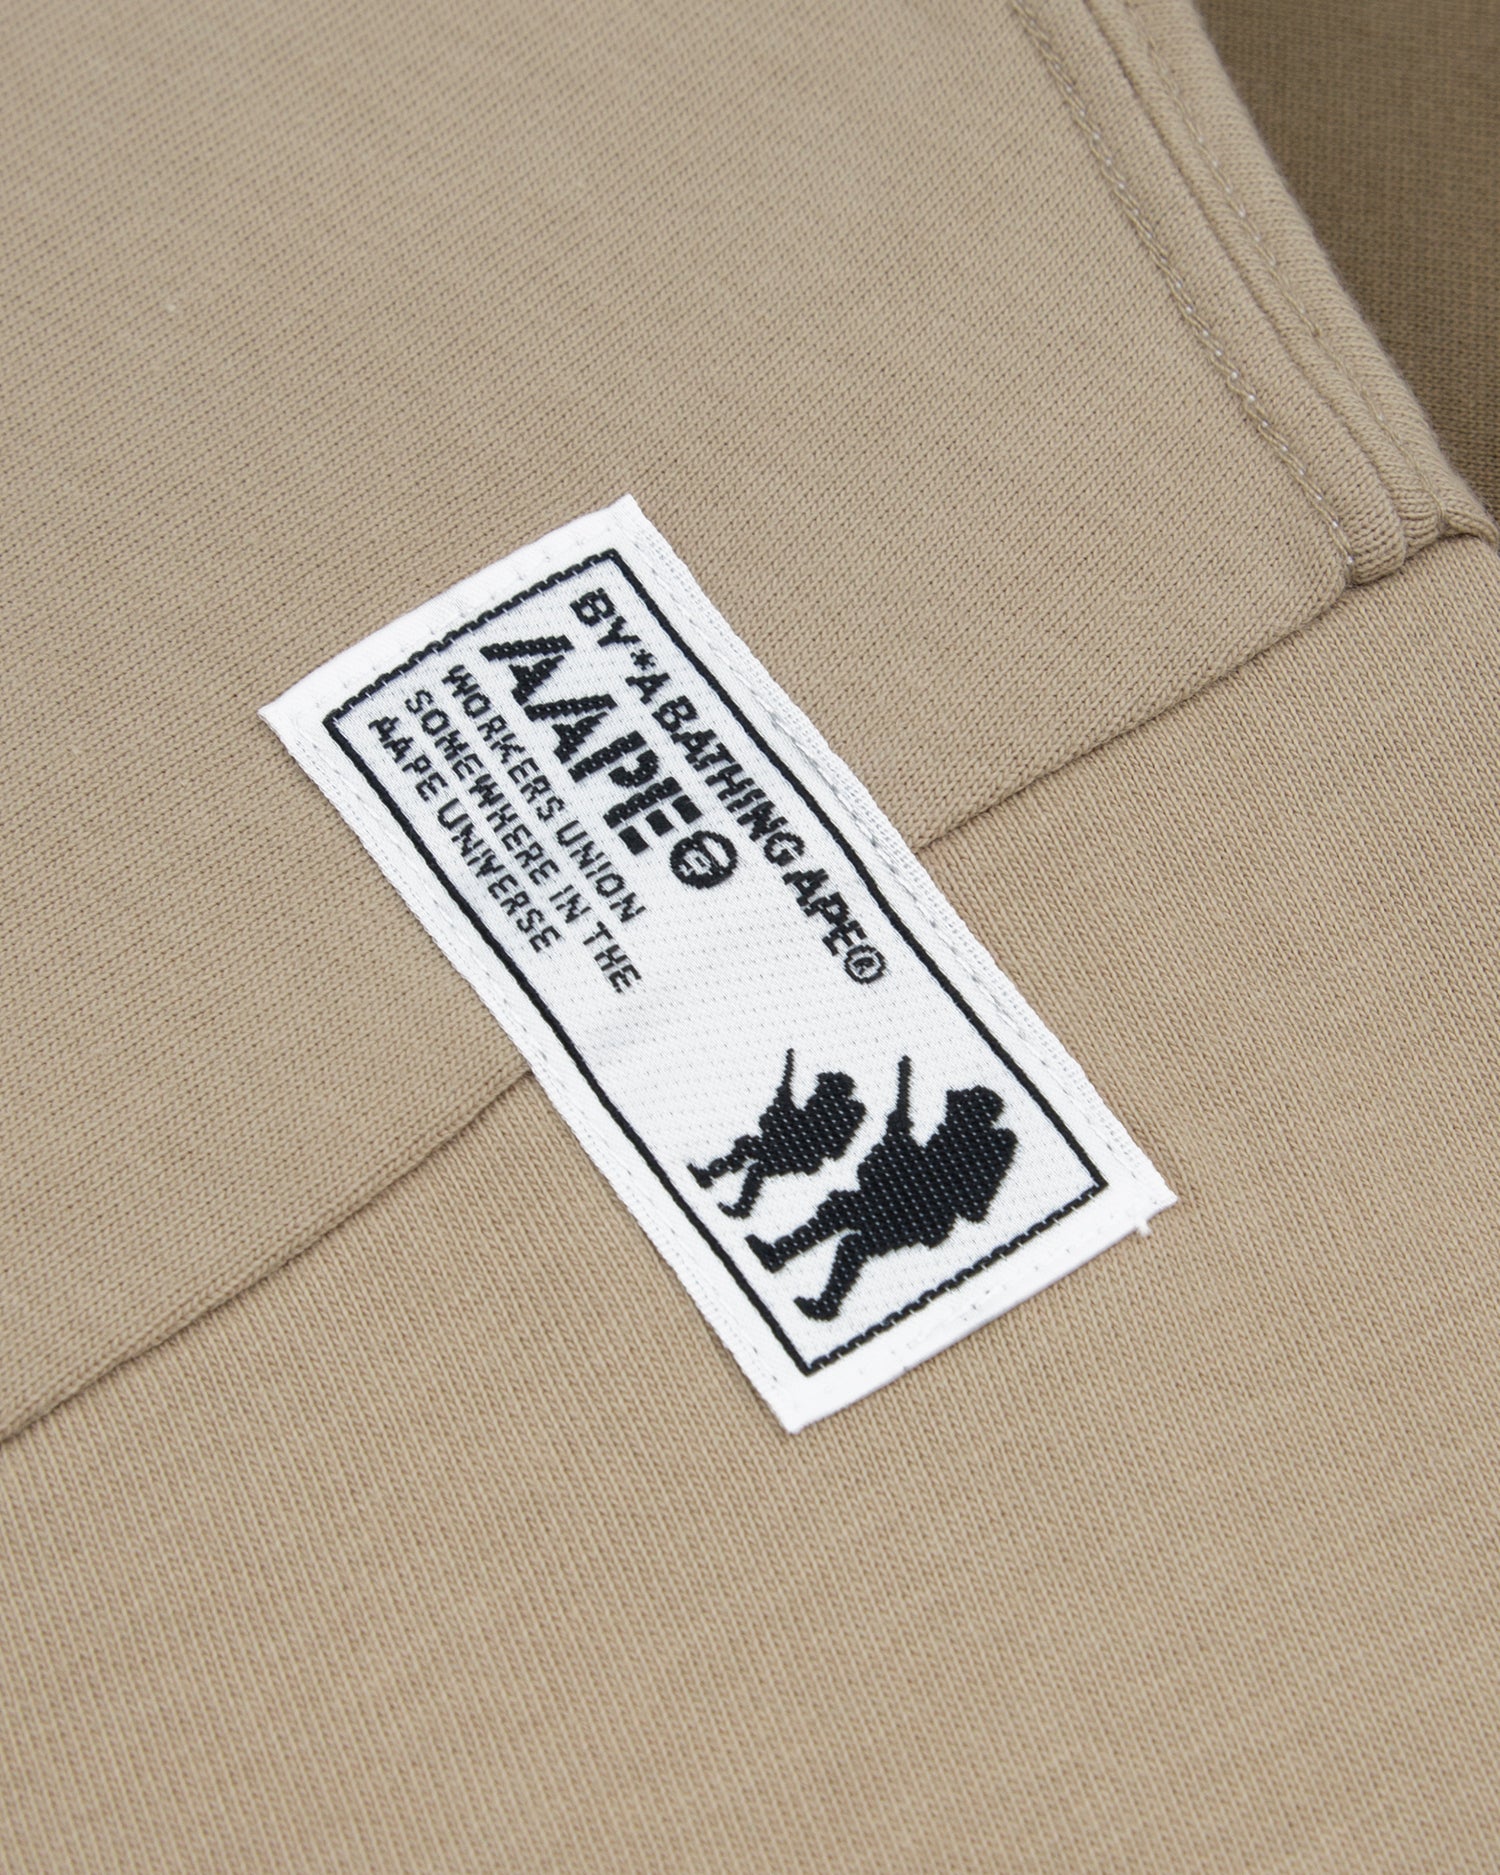 BY*A BATHING APE®
AAPE
WORKERS UNION
SOMEWHERE IN THE
AAPE UNIVERSE